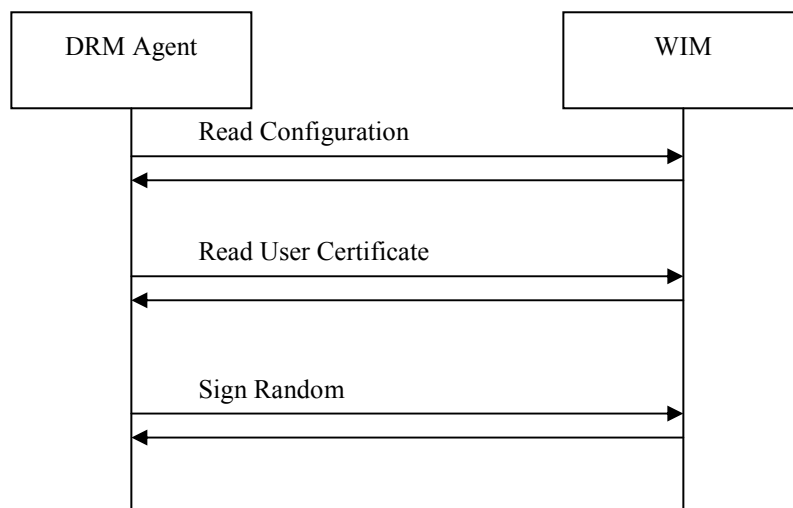 DRM Agent
WIM
Read Configuration
Read User Certificate
Sign Random